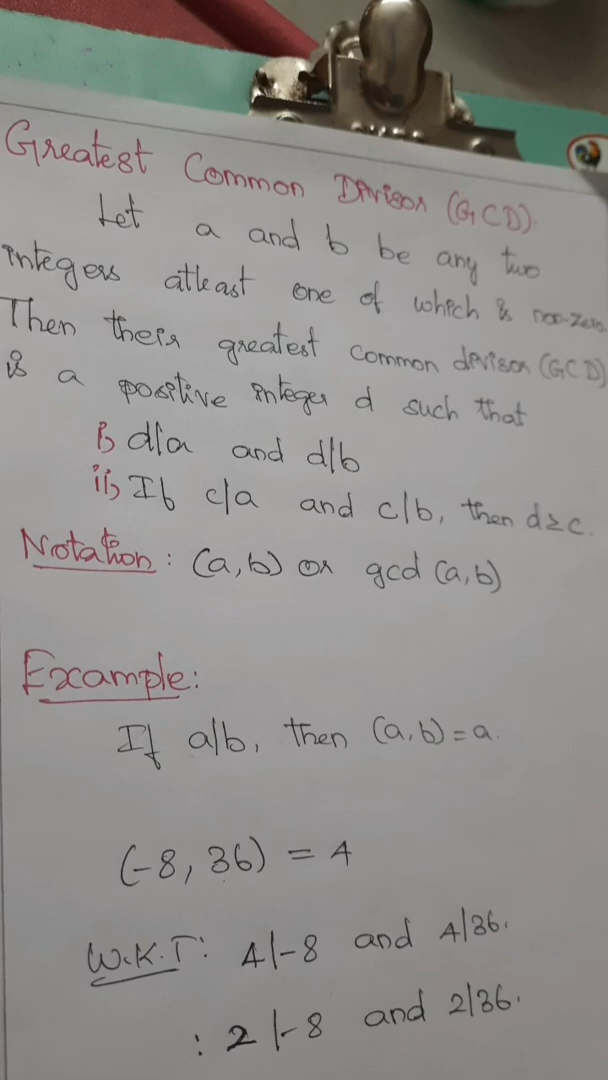 Greatest Common Divisor (GCD).
Let a and b be any two
integers atleast one of which is non-zero
Then their greatest common divisor (GCD)
is a positive integer d such that
i) d/a and d/b
ii) If c/a and c/b, then d≥c.
Notation: (a,b) or gcd (a,b)
Example:
If a/b, then (a,b)=a.
(-8, 36) = 4
W.K.T: 4/-8 and 4/36.
: 2/-8 and 2/36.